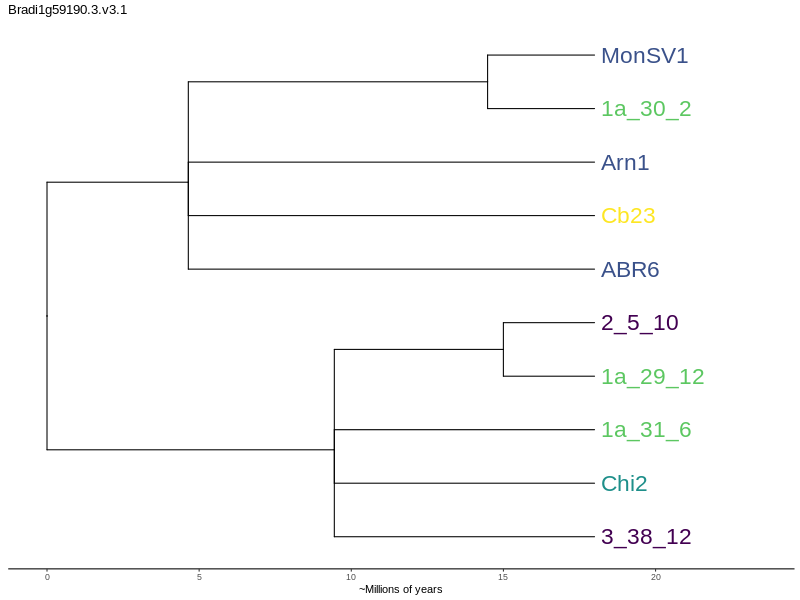 Bradi1g59190.3.v3.1
MonSV1
1a_30_2
Arn1
Cb23
ABR6
2_5_10
1a_29_12
1a_31_6
Chi2
3_38_12
0 5 10 15 20
~Millions of years